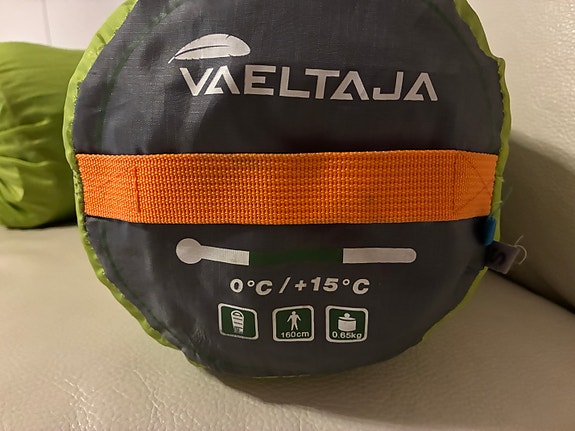 VAELTAJA
0°C / +15°C
160cm
0.65kg